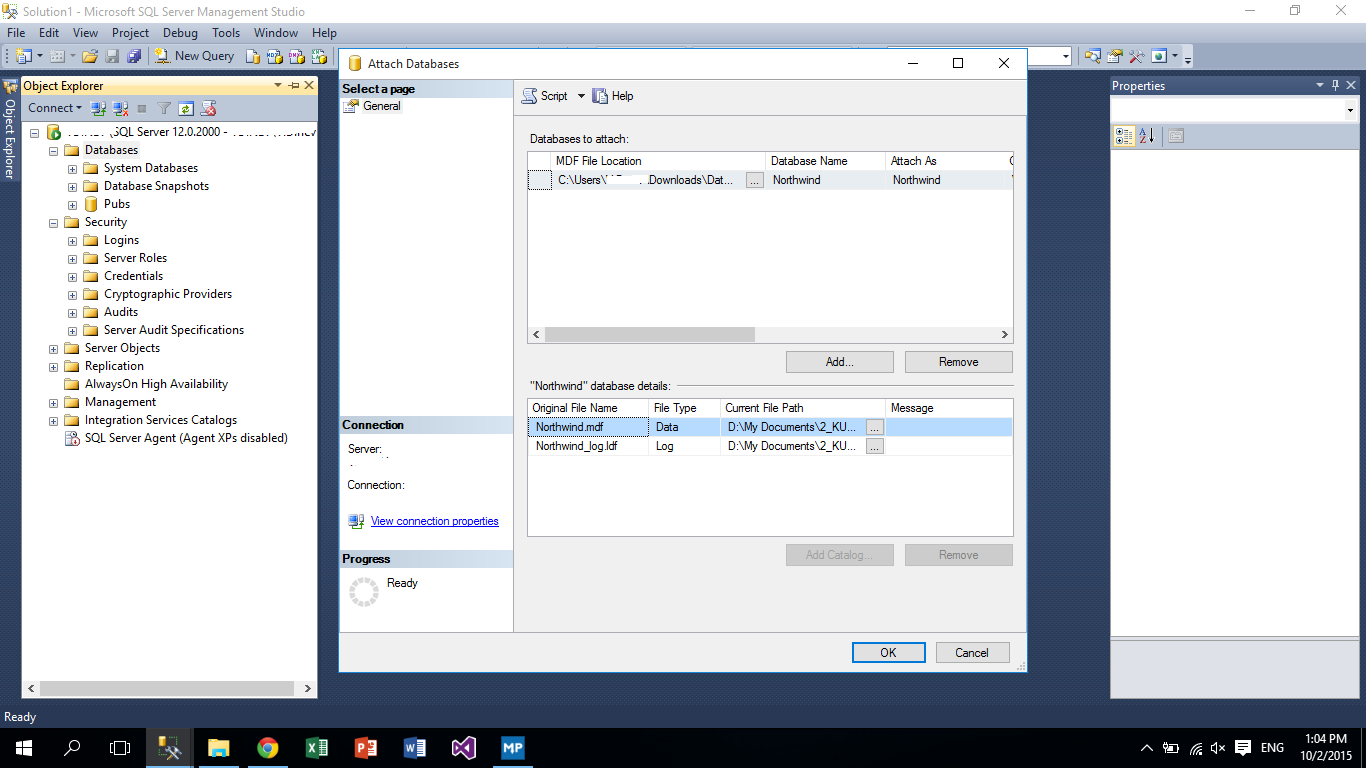 Solution1 - Microsoft SQL Server Management Studio
File Edit View Project Debug Tools Window Help
New Query
Object Explorer
Object Explorer
Connect
(SQL Server 12.0.2000 -
Databases
System Databases
Database Snapshots
Pubs
Security
Logins
Server Roles
Credentials
Cryptographic Providers
Audits
Server Audit Specifications
Server Objects
Replication
AlwaysOn High Availability
Management
Integration Services Catalogs
SQL Server Agent (Agent XPs disabled)
Attach Databases
Select a page
General
Script Help
Databases to attach:
MDF File Location Database Name Attach As
C:\Users\ .Downloads\Dat... ... Northwind Northwind
Add... Remove
"Northwind" database details:
Original File Name File Type Current File Path Message
Northwind.mdf Data D:\My Documents\2_KU... ...
Northwind_log.ldf Log D:\My Documents\2_KU... ...
Add Catalog... Remove
Connection
Server:
Connection:
View connection properties
Progress
Ready
OK Cancel
Properties
Ready
MP
ENG
1:04 PM
10/2/2015